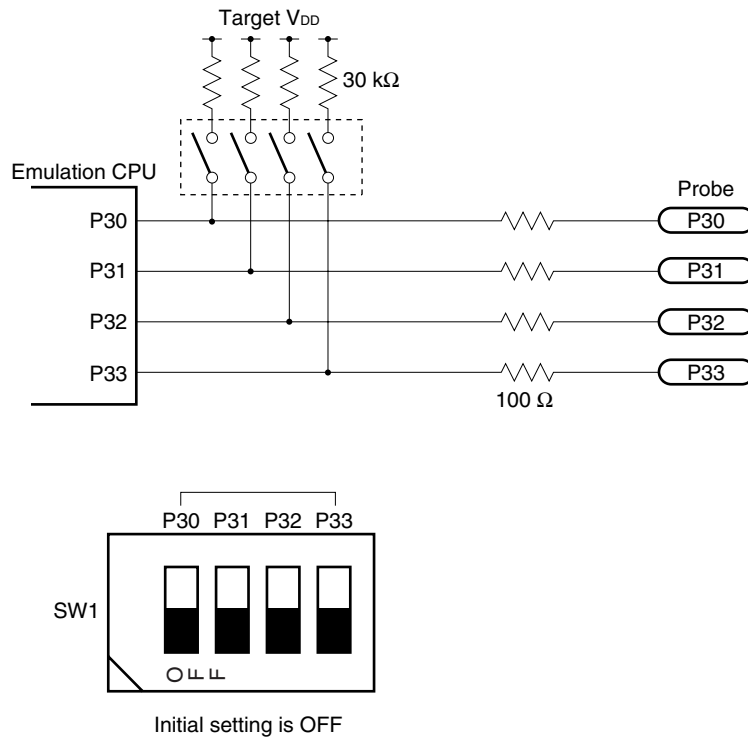 Target VDD
30 kΩ
Emulation CPU
Probe
P30
P30
P31
P31
P32
P32
P33
P33
100 Ω
P30 P31 P32 P33
SW1
OFF
Initial setting is OFF